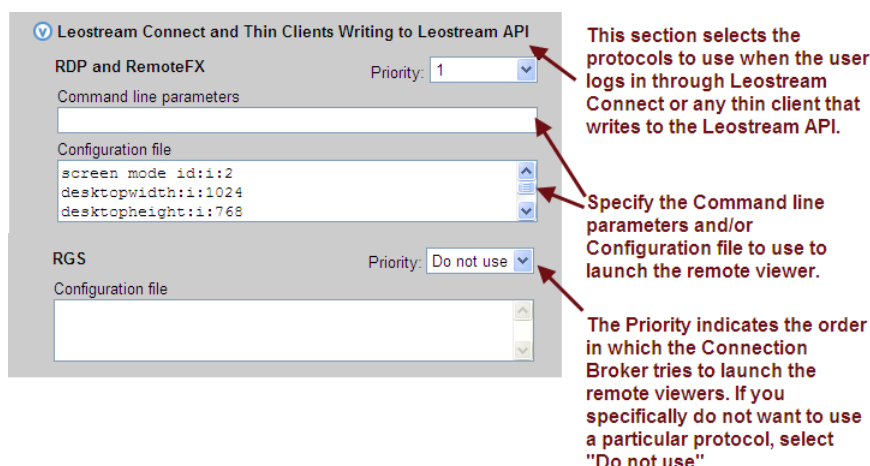 Leostream Connect and Thin Clients Writing to Leostream API
RDP and RemoteFX
Priority: 1
Command line parameters
Configuration file
screen mode id:i:2
desktopwidth:i:1024
desktopheight:i:768
RGS
Priority: Do not use
Configuration file
This section selects the
protocols to use when the user
logs in through Leostream
Connect or any thin client that
writes to the Leostream API.
Specify the Command line
parameters and/or
Configuration file to use to
launch the remote viewer.
The Priority indicates the order
in which the Connection
Broker tries to launch the
remote viewers. If you
specifically do not want to use
a particular protocol, select
"Do not use"